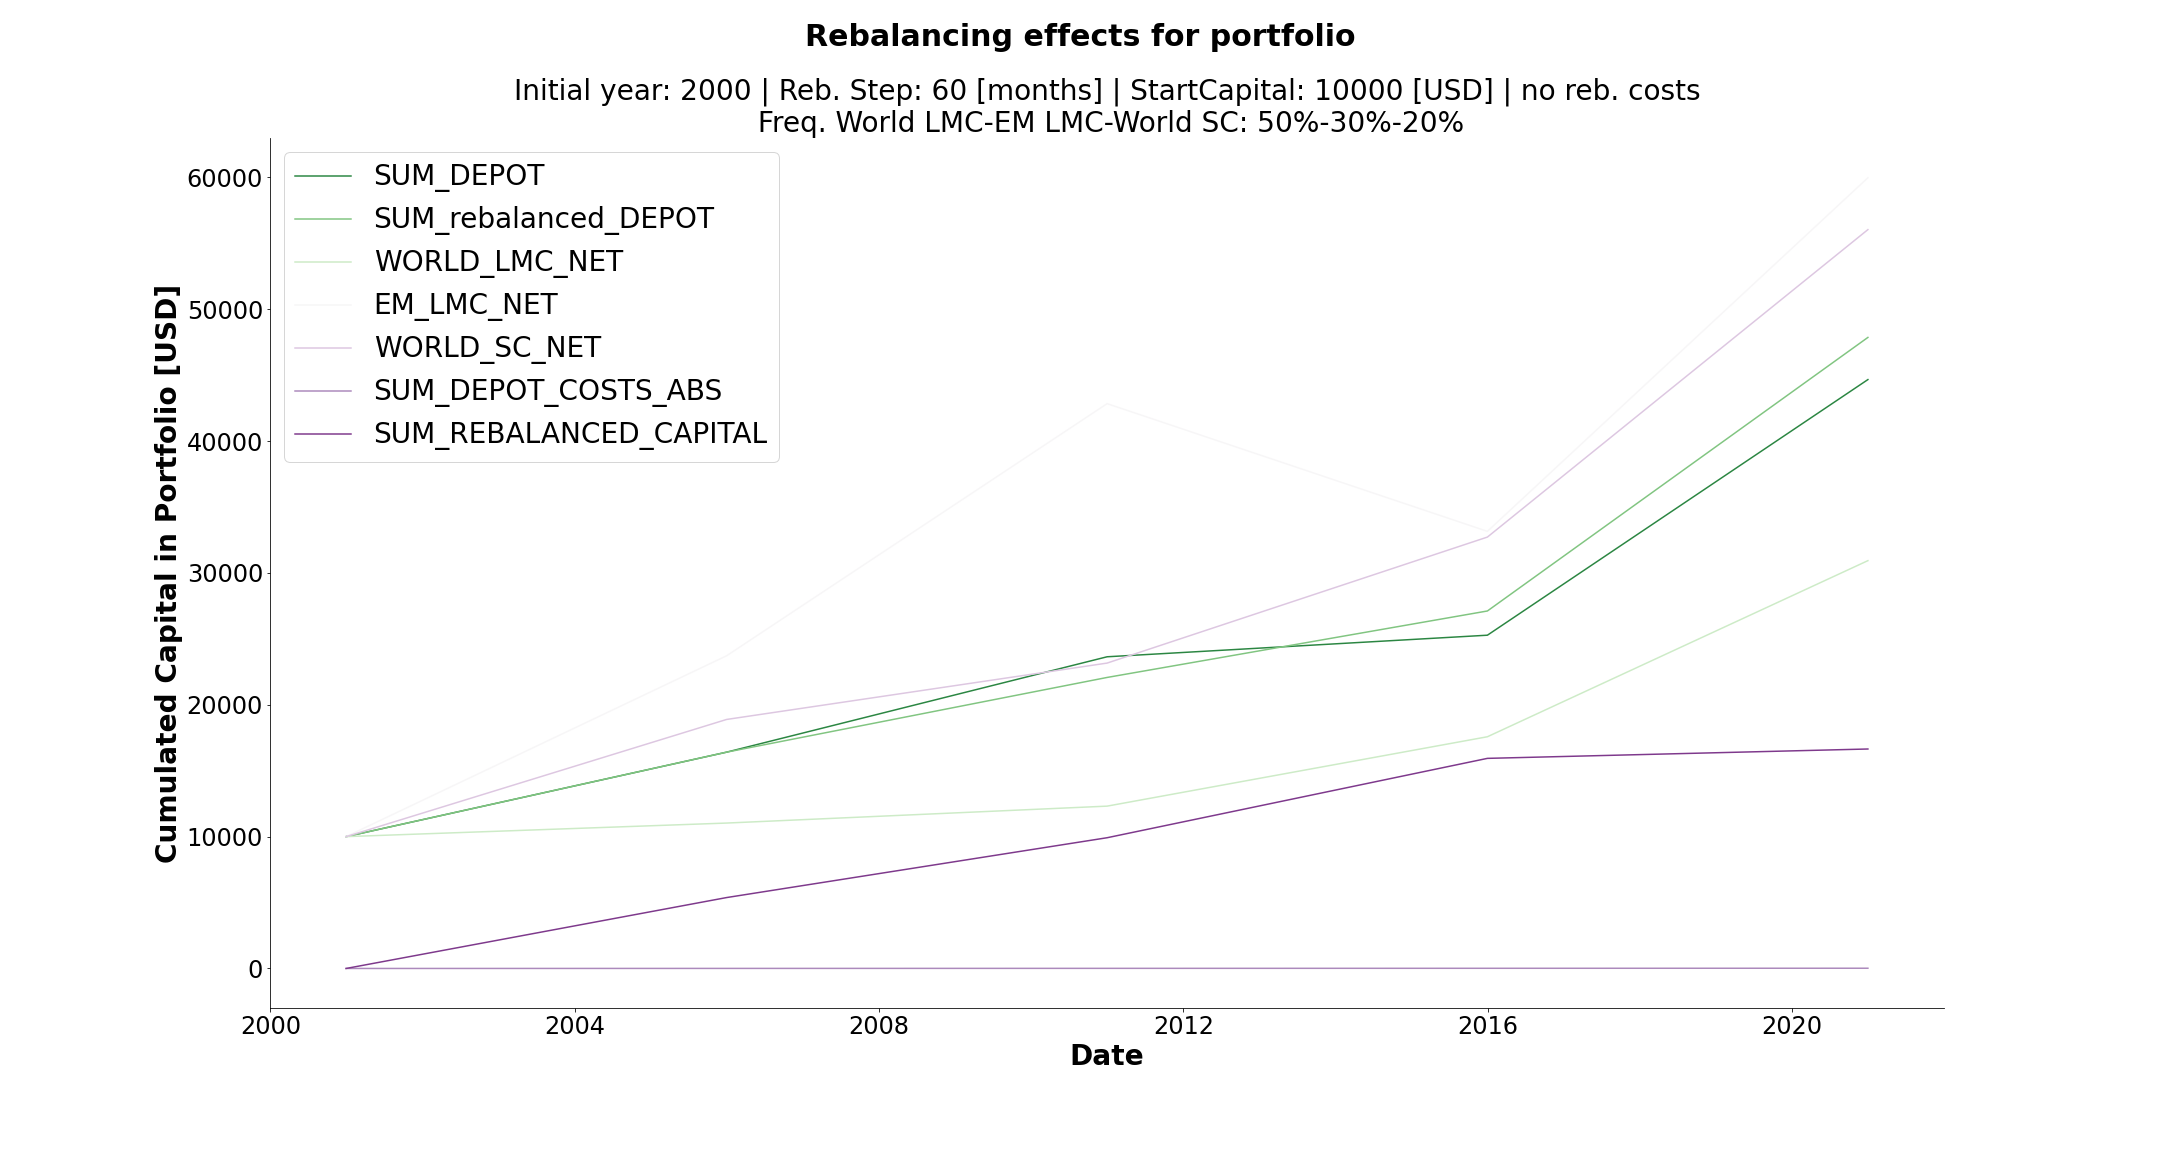 Rebalancing effects for portfolio
Initial year: 2000 | Reb. Step: 60 [months] | StartCapital: 10000 [USD] | no reb. costs
Freq. World LMC-EM LMC-World SC: 50%-30%-20%
SUM_DEPOT
SUM_rebalanced_DEPOT
WORLD_LMC_NET
EM_LMC_NET
WORLD_SC_NET
SUM_DEPOT_COSTS_ABS
SUM_REBALANCED_CAPITAL
Cumulated Capital in Portfolio [USD]
60000
50000
40000
30000
20000
10000
0
2000 2004 2008 2012 2016 2020
Date